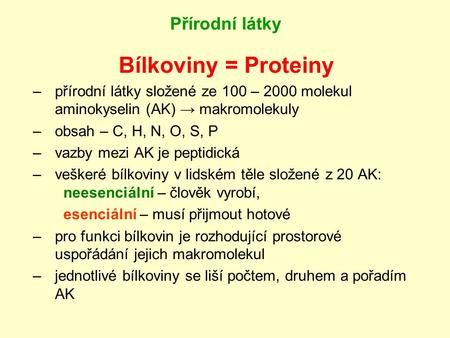 Přírodní látky
Bílkoviny = Proteiny
– přírodní látky složené ze 100 – 2000 molekul
aminokyselin (AK) → makromolekuly
– obsah – C, H, N, O, S, P
– vazby mezi AK je peptidická
– veškeré bílkoviny v lidském těle složené z 20 AK:
neesenciální – člověk vyrobí,
esenciální – musí přijmout hotové
– pro funkci bílkovin je rozhodující prostorové
uspořádání jejich makromolekul
– jednotlivé bílkoviny se liší počtem, druhem a pořadím
AK